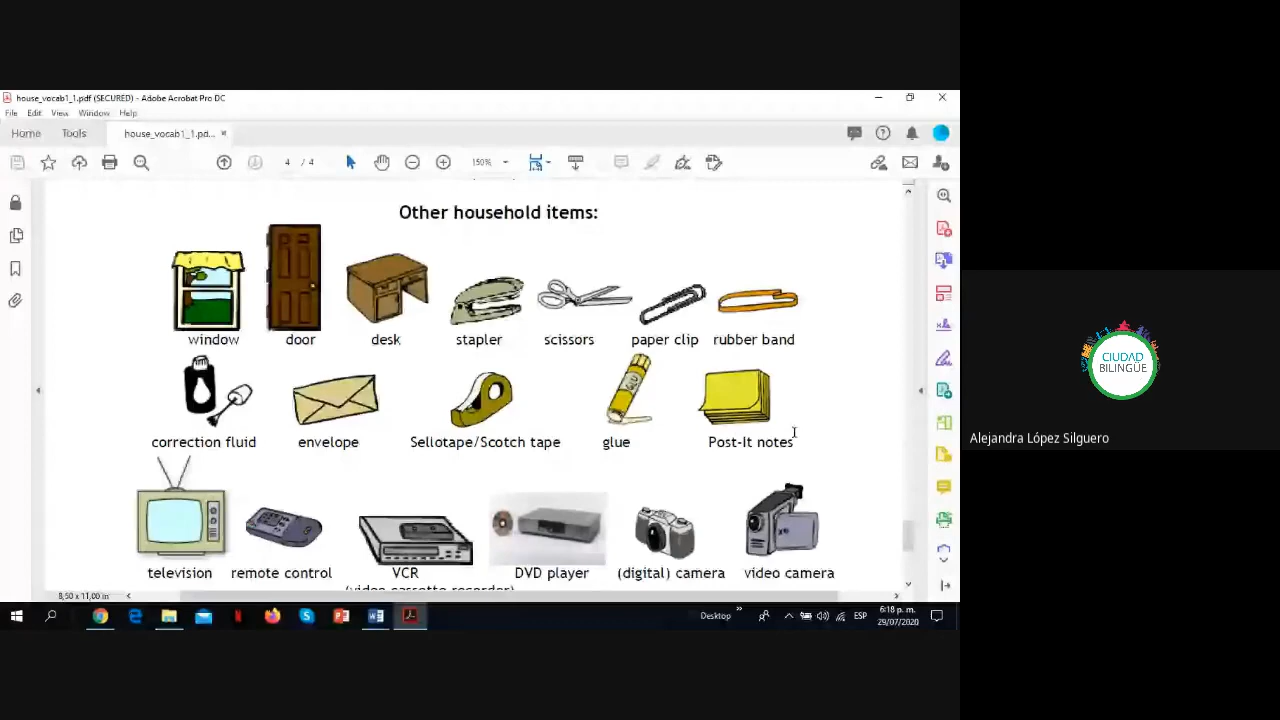 house_vocab1_1.pdf (SECURED) - Adobe Acrobat Pro DC
File Edit View Window Help
Home Tools house_vocab1_1.pd... ×
4 / 4 150%
Other household items:
window door desk stapler scissors paper clip rubber band
correction fluid envelope Sellotape/Scotch tape glue Post-It notes
television remote control VCR DVD player (digital) camera video camera
(video cassette recorder)
8,50 x 11,00 in
Desktop » ESP 6:18 p. m.
29/07/2020
CIUDAD
BILINGÜE
Alejandra López Silguero